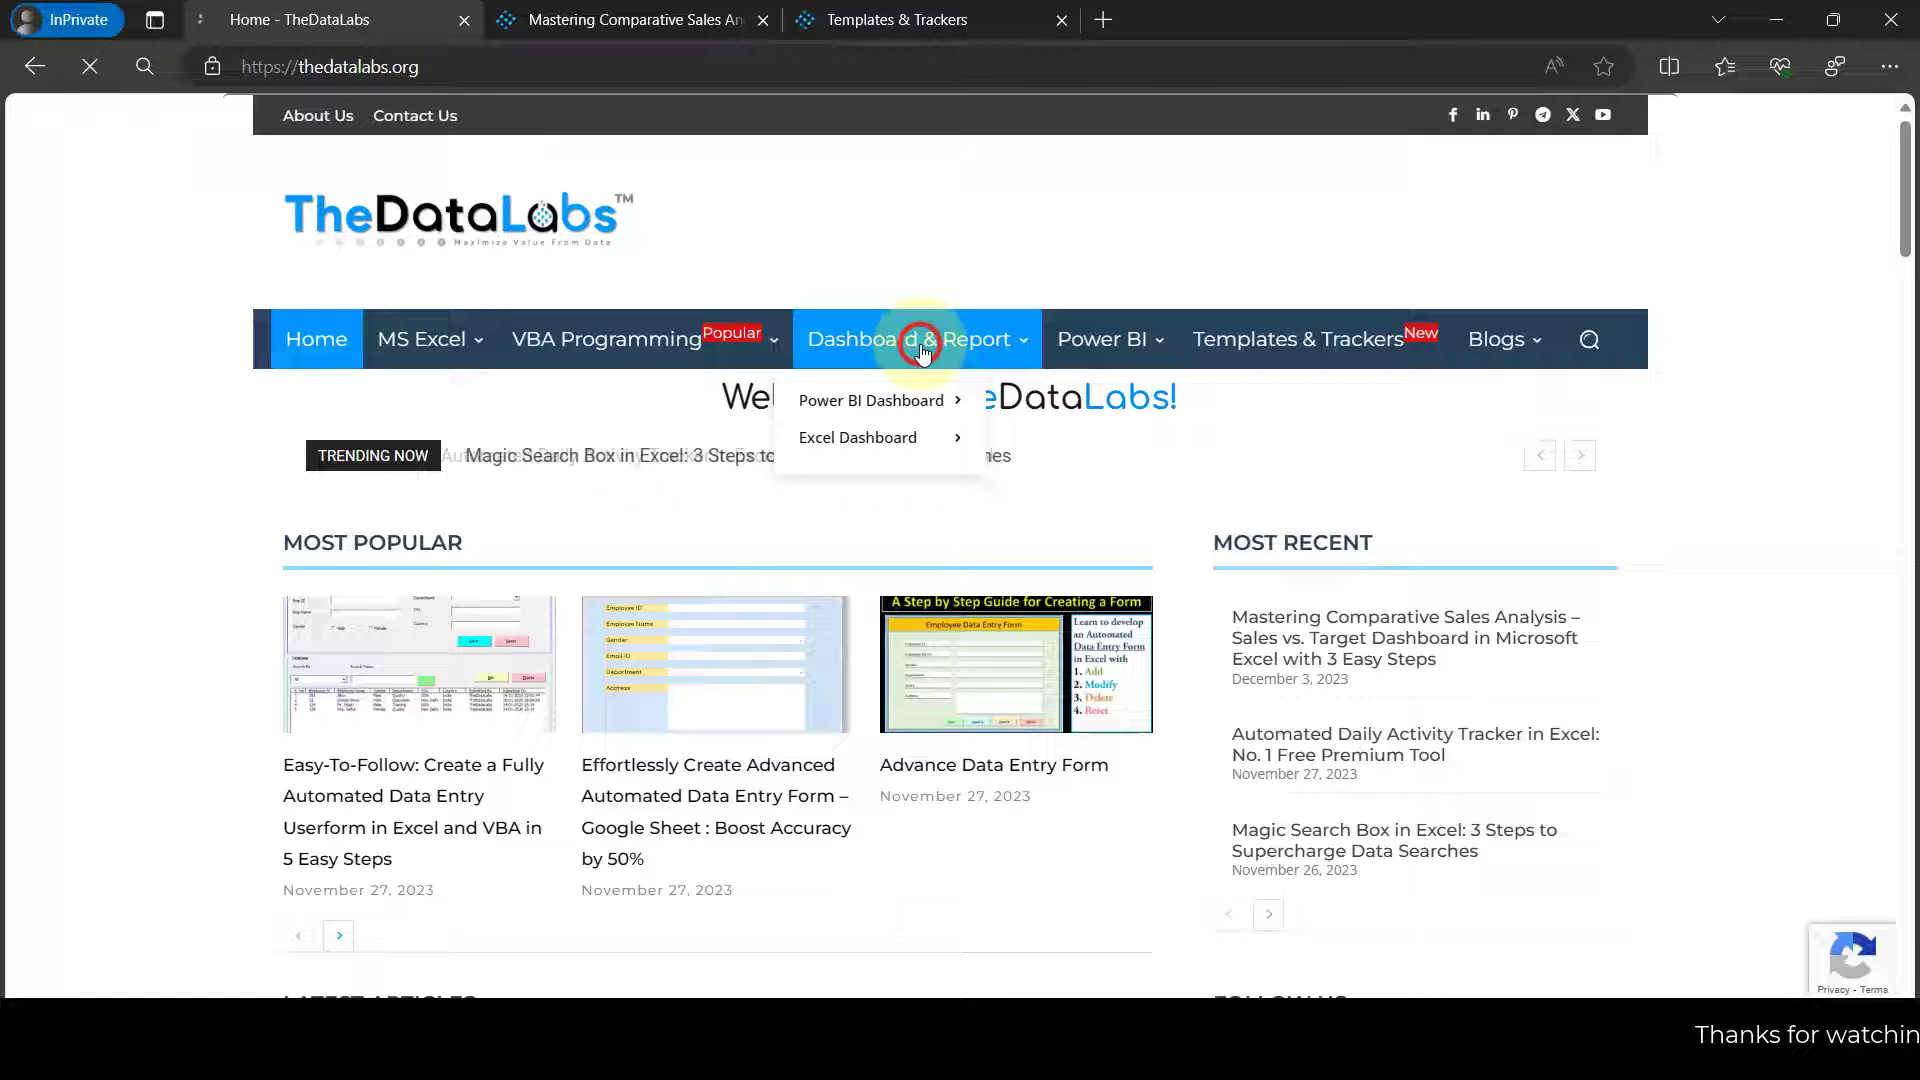 InPrivate
Home - TheDataLabs
Mastering Comparative Sales An
Templates & Trackers
https://thedatalabs.org
About Us Contact Us
TheDataLabs™
Maximize Value From Data
Home MS Excel VBA Programming Popular Dashboard & Report Power BI Templates & Trackers New Blogs
Power BI Dashboard
Excel Dashboard
DataLabs!
TRENDING NOW
Magic Search Box in Excel: 3 Steps to
MOST POPULAR
Easy-To-Follow: Create a Fully
Automated Data Entry
Userform in Excel and VBA in
5 Easy Steps
November 27, 2023
Employee ID
Employee Name
Gender
Email ID
Department
Address
Effortlessly Create Advanced
Automated Data Entry Form –
Google Sheet : Boost Accuracy
by 50%
November 27, 2023
A Step by Step Guide for Creating a Form
Employee Data Entry Form
Learn to develop
an Automated
Data Entry Form
in Excel with
1. Add
2. Modify
3. Delete
4. Reset
Advance Data Entry Form
November 27, 2023
MOST RECENT
Mastering Comparative Sales Analysis –
Sales vs. Target Dashboard in Microsoft
Excel with 3 Easy Steps
December 3, 2023
Automated Daily Activity Tracker in Excel:
No. 1 Free Premium Tool
November 27, 2023
Magic Search Box in Excel: 3 Steps to
Supercharge Data Searches
November 26, 2023
Privacy - Terms
LATEST ARTICLES
FOLLOW US
Thanks for watchin